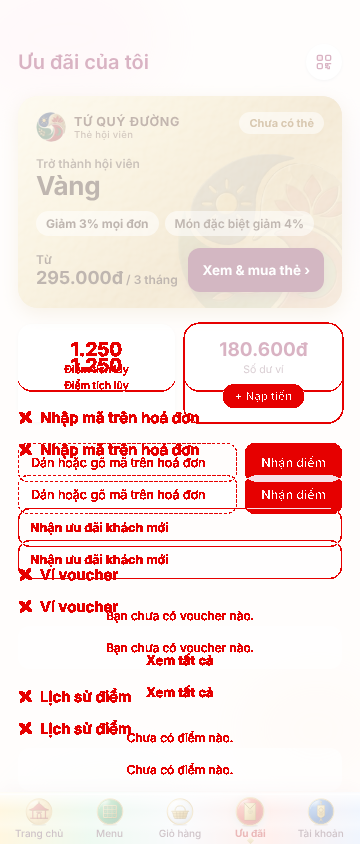 Ưu đãi của tôi
TỨ QUÝ ĐƯỜNG
Thẻ hội viên
Chưa có thẻ
Trở thành hội viên
Vàng
Giảm 3% mọi đơn
Món đặc biệt giảm 4%
Từ
295.000đ / 3 tháng
Xem & mua thẻ ›
1.250
1.250
Điểm tích lũy
Điểm tích lũy
180.600đ
Số dư ví
+ Nạp tiền
Nhập mã trên hoá đơn
Nhập mã trên hoá đơn
Dán hoặc gõ mã trên hoá đơn
Nhận điểm
Dán hoặc gõ mã trên hoá đơn
Nhận điểm
Nhận ưu đãi khách mới
Nhận ưu đãi khách mới
Ví voucher
Ví voucher
Bạn chưa có voucher nào.
Bạn chưa có voucher nào.
Xem tất cả
Xem tất cả
Lịch sử điểm
Lịch sử điểm
Chưa có điểm nào.
Chưa có điểm nào.
Trang chủ
Menu
Giỏ hàng
Ưu đãi
Tài khoản